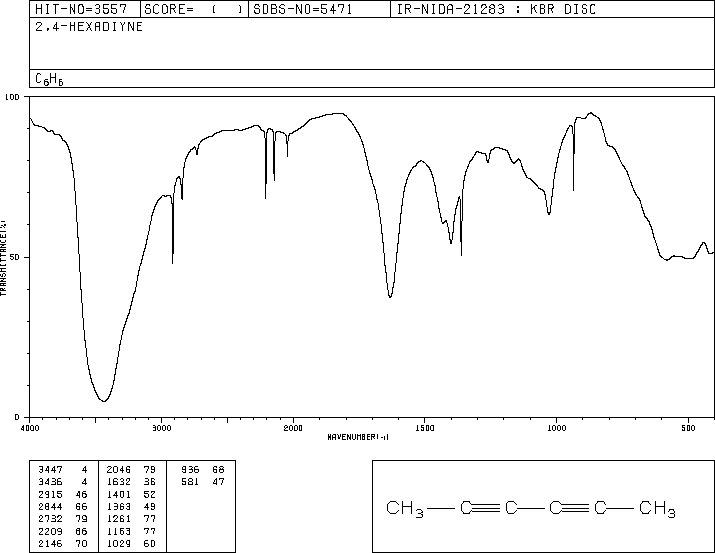 HIT-NO=3557 SCORE= ( ) SDBS-NO=5471 IR-NIDA-21283 : KBR DISC
2,4-HEXADIYNE
C6H6
100
50
0
TRANSMITTANCE(%)
4000 3000 2000 1500 1000 500
WAVENUMBER(-1)
3447 4 2046 79 936 68
3436 4 1632 36 581 47
2915 46 1401 52
2844 66 1363 49
2732 79 1261 77
2209 66 1163 77
2146 70 1029 60
CH3 C C C C CH3